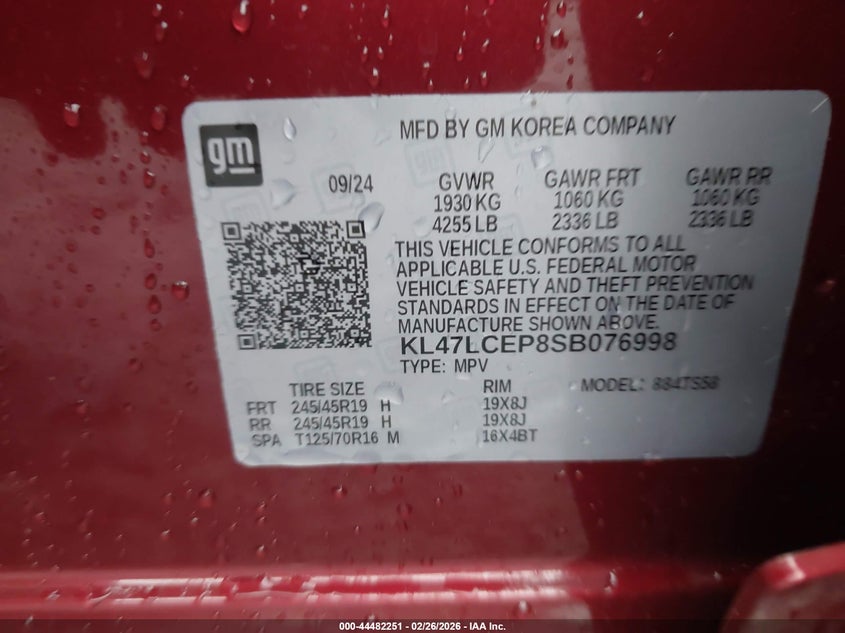 gm
MFD BY GM KOREA COMPANY
09/24
GVWR GAWR FRT GAWR RR
1930 KG 1060 KG 1060 KG
4255 LB 2336 LB 2336 LB
THIS VEHICLE CONFORMS TO ALL
APPLICABLE U.S. FEDERAL MOTOR
VEHICLE SAFETY AND THEFT PREVENTION
STANDARDS IN EFFECT ON THE DATE OF
MANUFACTURE SHOWN ABOVE.
KL47LCEP8SB076998
TYPE: MPV
TIRE SIZE RIM MODEL: 884TS58
FRT 245/45R19 H 19X8J
RR 245/45R19 H 19X8J
SPA T125/70R16 M 16X4BT
000-44482251 | 02/26/2026 – IAA Inc.